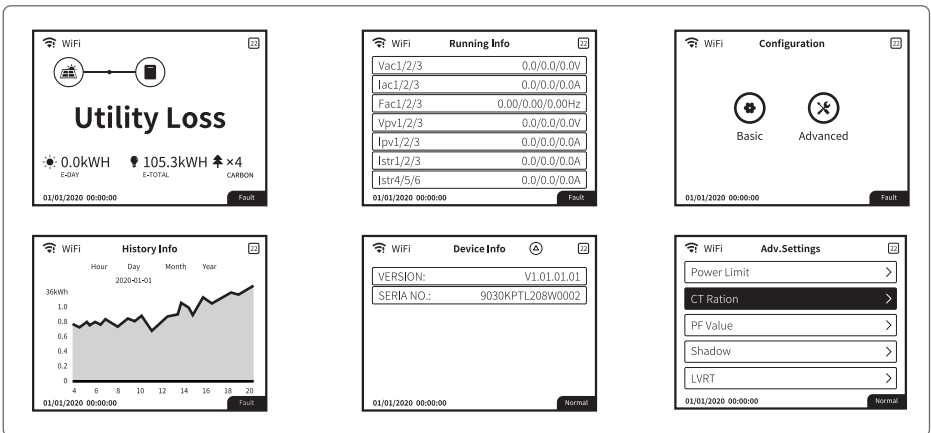 WiFi 22
Utility Loss
0.0kWH 105.3kWH ×4
E-DAY E-TOTAL CARBON
01/01/2020 00:00:00 Fault
WiFi Running Info 22
Vac1/2/3 0.0/0.0/0.0V
Iac1/2/3 0.0/0.0/0.0A
Fac1/2/3 0.00/0.00/0.00Hz
Vpv1/2/3 0.0/0.0/0.0V
Ipv1/2/3 0.0/0.0/0.0A
Istr1/2/3 0.0/0.0/0.0A
Istr4/5/6 0.0/0.0/0.0A
01/01/2020 00:00:00 Fault
WiFi Configuration 22
Basic Advanced
01/01/2020 00:00:00 Fault
WiFi History Info 22
Hour Day Month Year
2020-01-01
36kWh
1.0
0.8
0.6
0.4
0.2
0
4 6 8 10 12 14 16 18 20
01/01/2020 00:00:00 Fault
WiFi Device Info 22
VERSION: V1.01.01.01
SERIA NO.: 9030KPTL208W0002
01/01/2020 00:00:00 Normal
WiFi Adv.Settings 22
Power Limit
CT Ration
PF Value
Shadow
LVRT
01/01/2020 00:00:00 Normal